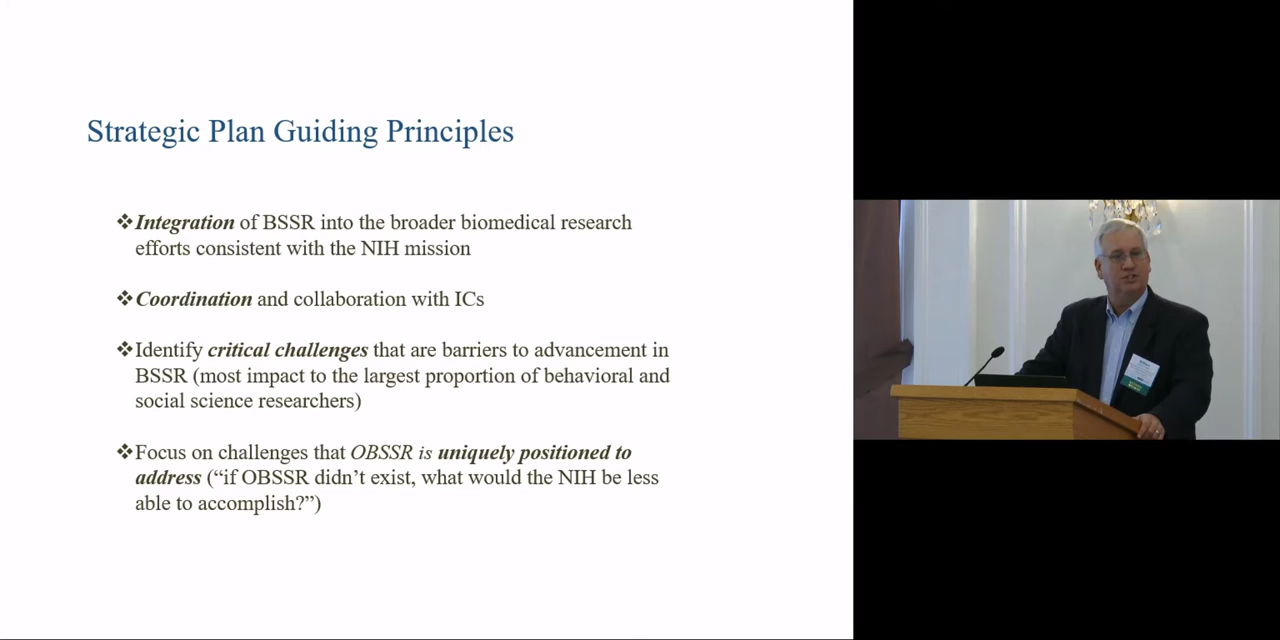 Strategic Plan Guiding Principles
❖Integration of BSSR into the broader biomedical research
efforts consistent with the NIH mission
❖Coordination and collaboration with ICs
❖Identify critical challenges that are barriers to advancement in
BSSR (most impact to the largest proportion of behavioral and
social science researchers)
❖Focus on challenges that OBSSR is uniquely positioned to
address (“if OBSSR didn’t exist, what would the NIH be less
able to accomplish?”)